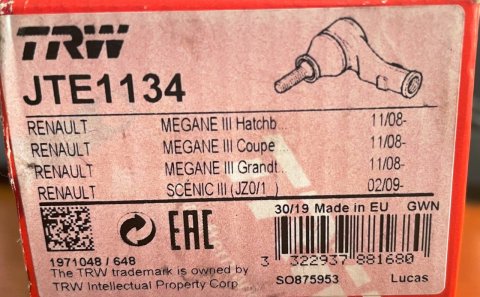 TRW
JTE1134
RENAULT MEGANE III Hatchb... 11/08-
RENAULT MEGANE III Coupe... 11/08-
RENAULT MEGANE III Grandt... 11/08-
RENAULT SCÉNIC III (JZ0/1_) 02/09-
EAC
30/19 Made in EU GWN
1971048 / 648
3 322937 881680
The TRW trademark is owned by
TRW Intellectual Property Corp
SO875953 Lucas